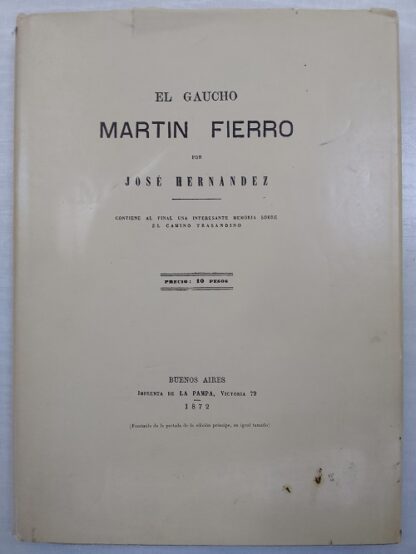 EL GAUCHO
MARTIN FIERRO
POR
JOSÉ HERNANDEZ
CONTIENE AL FINAL UNA INTERESANTE MEMORIA SOBRE
EL CAMINO TRASANDINO
PRECIO: 10 PESOS
BUENOS AIRES
IMPRENTA DE LA PAMPA, VICTORIA 79
1872
(Facsímile de la portada de la edición príncipe, en igual tamaño)